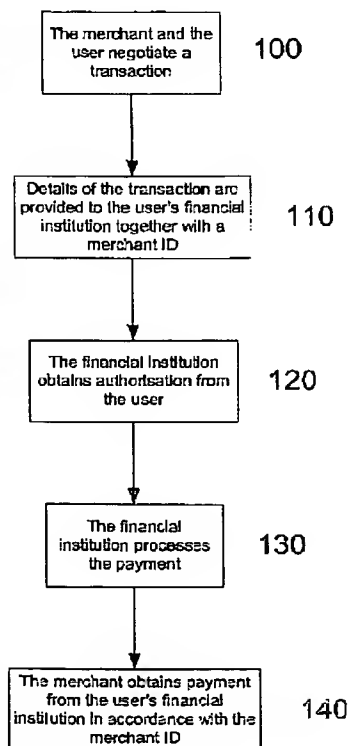 The merchant and the
user negotiate a
transaction
100
Details of the transaction are
provided to the user's financial
institution together with a
merchant ID
110
The financial institution
obtains authorisation from
the user
120
The financial
institution processes
the payment
130
The merchant obtains payment
from the user's financial
institution in accordance with the
merchant ID
140